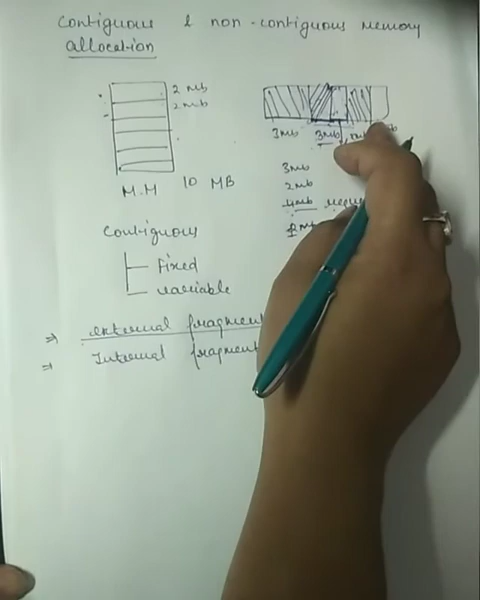 Contiguous & non-contiguous Memory
allocation
2 Mb
2 Mb
M.M 10 MB
3mb 3mb
3mb
2mb
4mb
Contiguous
Fixed
variable
⇒ external fragment
⇒ Internal fragment